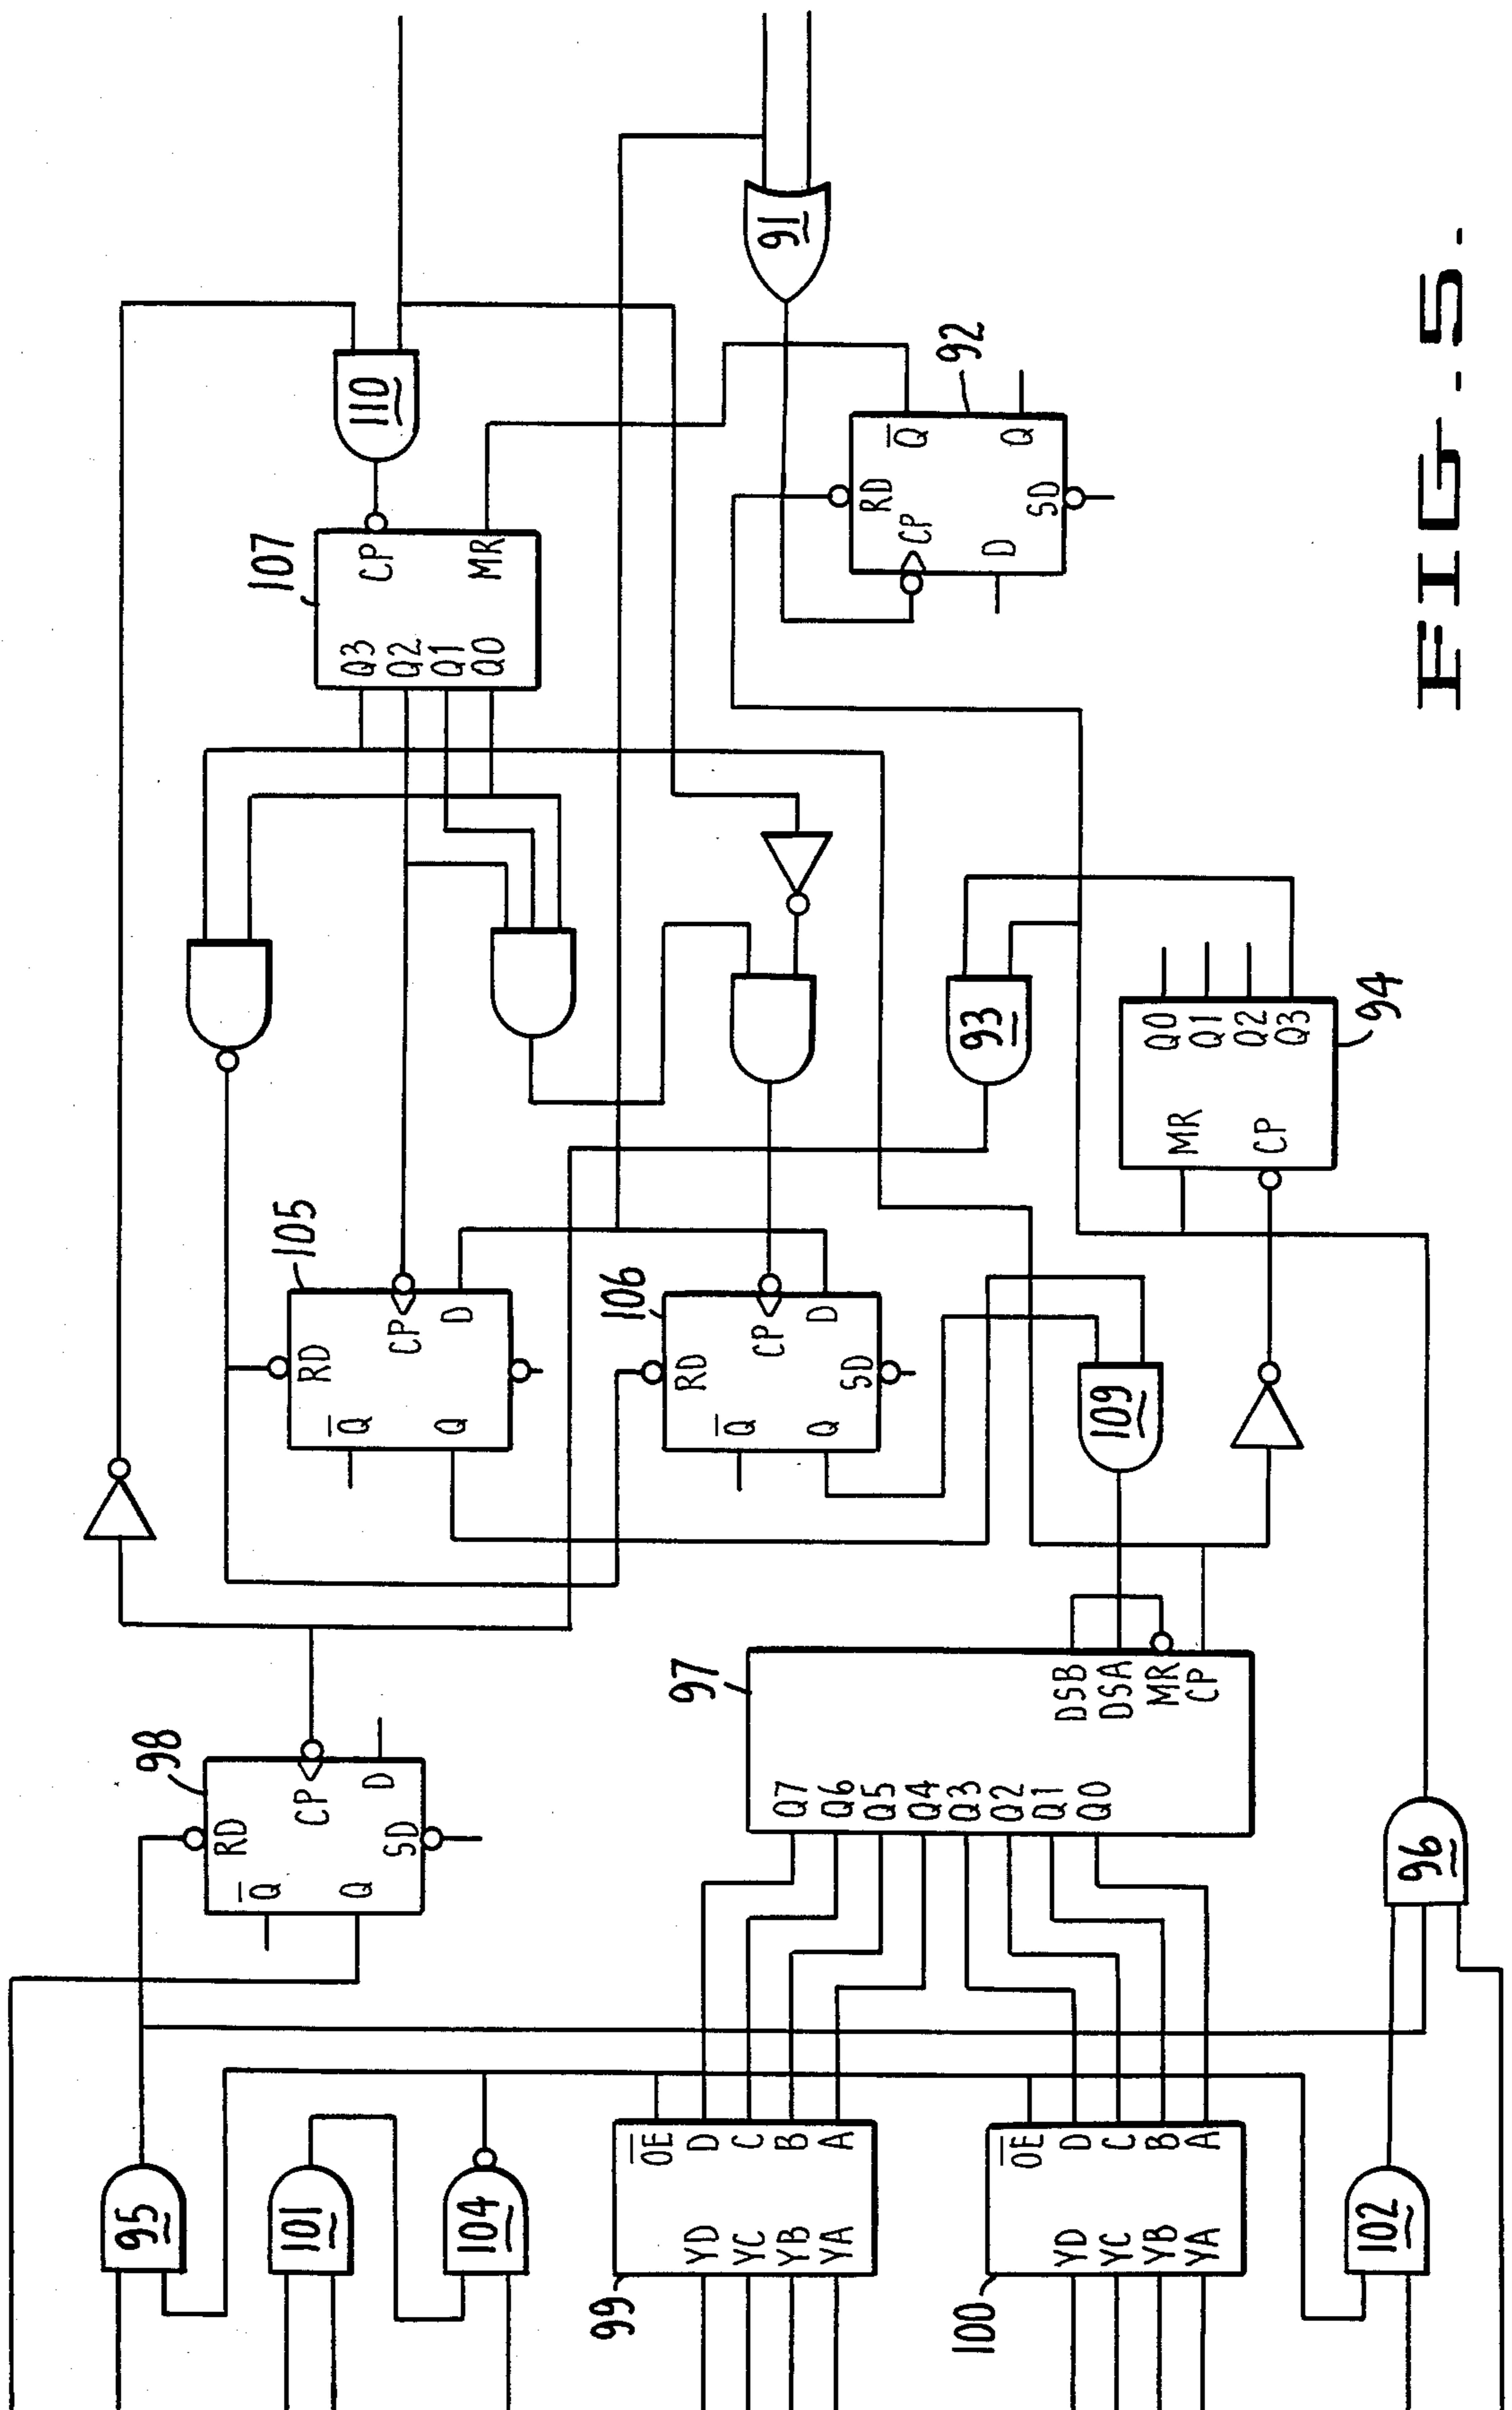 110
107
CP
MR
Q3
Q2
Q1
Q0
91
92
RD
Q
CP
D
SD
Q
93
94
Q0
Q1
Q2
Q3
MR
CP
105
RD
CP
D
Q
Q
106
RD
CP
D
SD
Q
Q
109
97
DSB
DSA
MR
CP
Q7
Q6
Q5
Q4
Q3
Q2
Q1
Q0
98
RD
CP
D
SD
Q
Q
96
95
101
104
99
OE
D
C
B
A
YD
YC
YB
YA
100
OE
D
C
B
A
YD
YC
YB
YA
102
FIG-5.